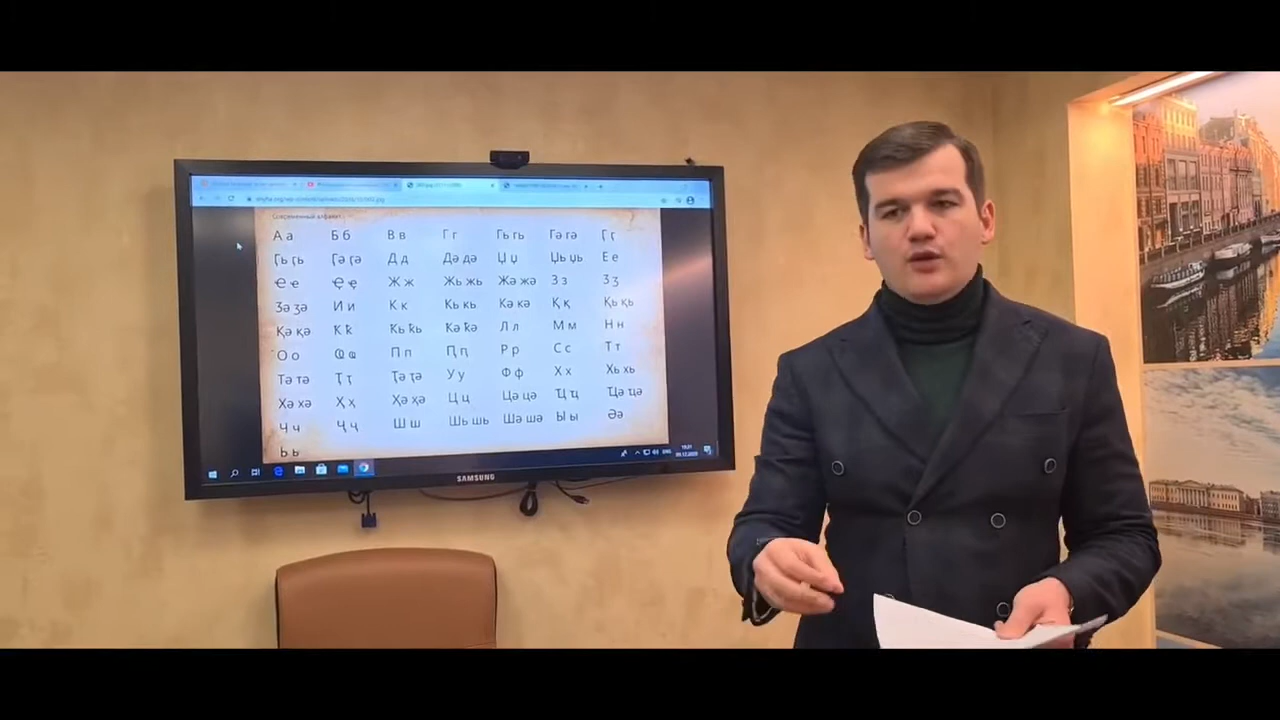 Современный алфавит
А а Б б В в Г г Гь гь Гә гә Ӷ ӷ
Ӷь ӷь Ӷә ӷә Д д Дә дә Џ џ Џь џь Е е
Ҽ ҽ Ҿ ҿ Ж ж Жь жь Жә жә З з Ӡ ӡ
Ӡә ӡә И и К к Кь кь Кә кә Қ қ Қь қь
Қә қә Ҟ ҟ Ҟь ҟь Ҟә ҟә Л л М м Н н
О о Ҩ ҩ П п Ԥ ԥ Р р С с Т т
Тә тә Ҭ ҭ Ҭә ҭә У у Ф ф Х х Хь хь
Хә хә Ҳ ҳ Ҳә ҳә Ц ц Цә цә Ҵ ҵ Ҵә ҵә
Ч ч Ҷ ҷ Ш ш Шь шь Шә шә Ы ы Әә
Ь ь
SAMSUNG